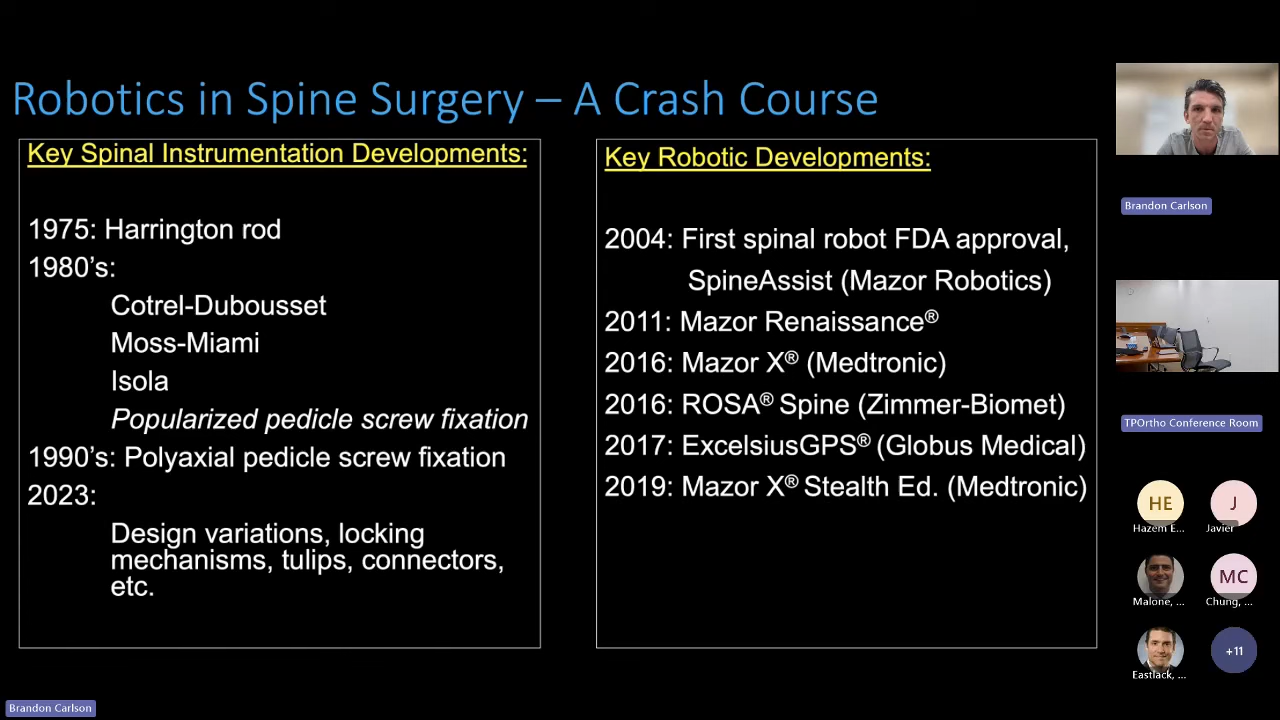 Robotics in Spine Surgery – A Crash Course
Key Spinal Instrumentation Developments:
1975: Harrington rod
1980’s:
Cotrel-Dubousset
Moss-Miami
Isola
Popularized pedicle screw fixation
1990’s: Polyaxial pedicle screw fixation
2023:
Design variations, locking
mechanisms, tulips, connectors,
etc.
Key Robotic Developments:
2004: First spinal robot FDA approval,
SpineAssist (Mazor Robotics)
2011: Mazor Renaissance®
2016: Mazor X® (Medtronic)
2016: ROSA® Spine (Zimmer-Biomet)
2017: ExcelsiusGPS® (Globus Medical)
2019: Mazor X® Stealth Ed. (Medtronic)
Brandon Carlson
TPOrtho Conference Room
HE
Hazem E...
J
Javier
Malone, ...
MC
Chung, ...
Eastlack, ...
+11
Brandon Carlson